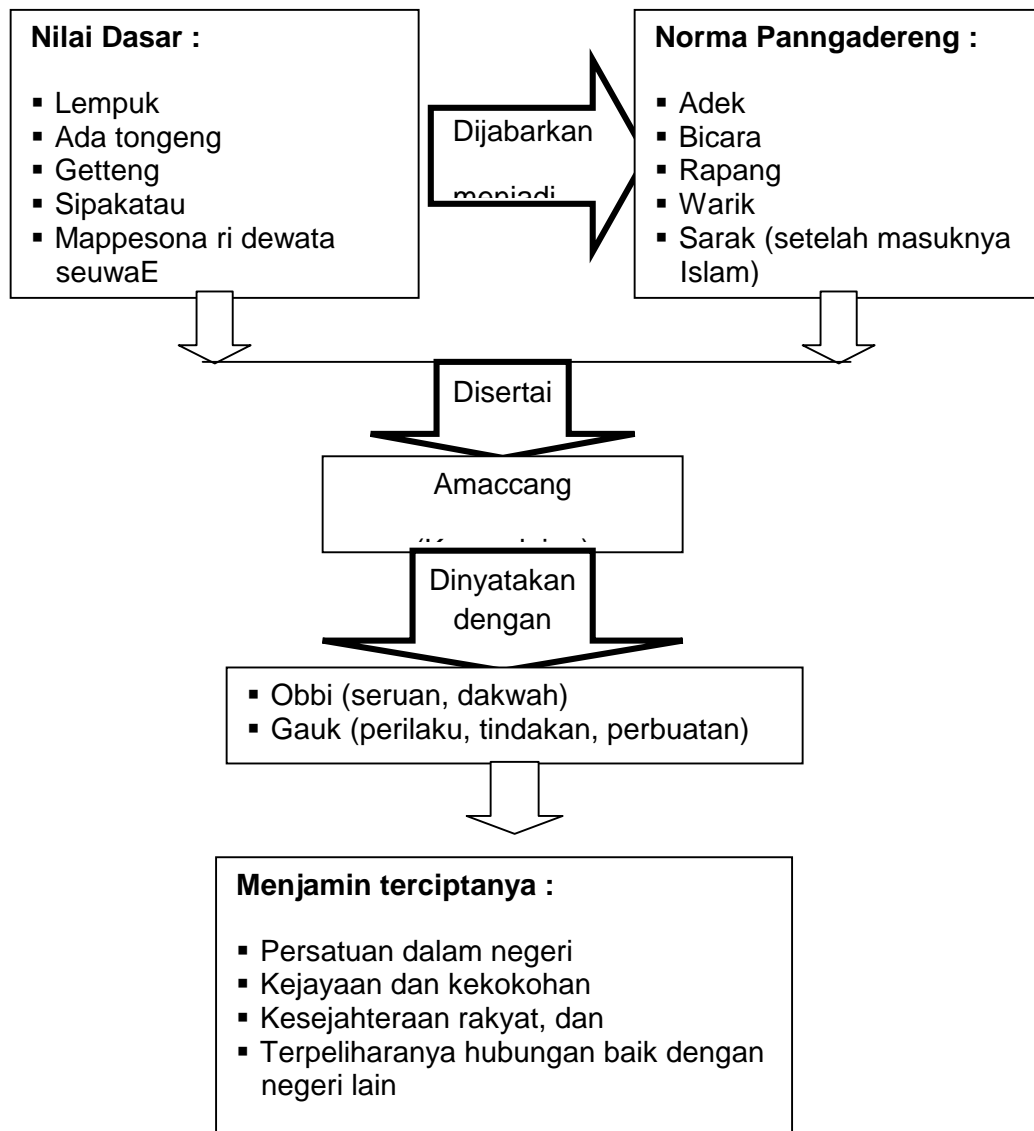 Nilai Dasar :
▪ Lempuk
▪ Ada tongeng
▪ Getteng
▪ Sipakatau
▪ Mappesona ri dewata
seuwaE
Dijabarkan
menjadi
Norma Panngadereng :
▪ Adek
▪ Bicara
▪ Rapang
▪ Warik
▪ Sarak (setelah masuknya
Islam)
Disertai
Amaccang
Dinyatakan
dengan
▪ Obbi (seruan, dakwah)
▪ Gauk (perilaku, tindakan, perbuatan)
Menjamin terciptanya :
▪ Persatuan dalam negeri
▪ Kejayaan dan kekokohan
▪ Kesejahteraan rakyat, dan
▪ Terpeliharanya hubungan baik dengan
negeri lain